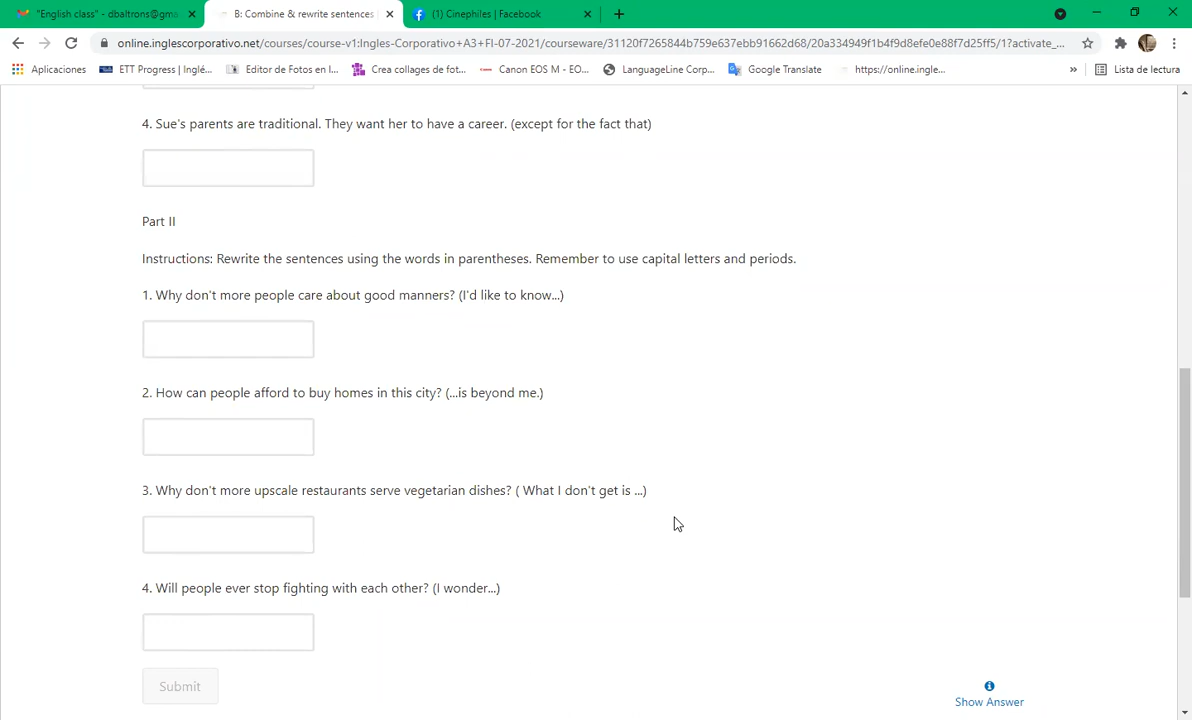 "English class" - dbaltrons@gma
B: Combine & rewrite sentences
(1) Cinephiles | Facebook
online.inglescorporativo.net/courses/course-v1:Ingles-Corporativo+A3+FI-07-2021/courseware/31120f7265844b759e637ebb91662d68/20a334949f1b4f9d8efe0e88f7d25ff5/1?activate_...
Aplicaciones
ETT Progress | Inglé...
Editor de Fotos en l...
Crea collages de fot...
Canon EOS M - EO...
LanguageLine Corp...
Google Translate
https://online.ingle...
»
Lista de lectura
4. Sue's parents are traditional. They want her to have a career. (except for the fact that)
Part II
Instructions: Rewrite the sentences using the words in parentheses. Remember to use capital letters and periods.
1. Why don't more people care about good manners? (I'd like to know...)
2. How can people afford to buy homes in this city? (...is beyond me.)
3. Why don't more upscale restaurants serve vegetarian dishes? ( What I don't get is ...)
4. Will people ever stop fighting with each other? (I wonder...)
Submit
Show Answer